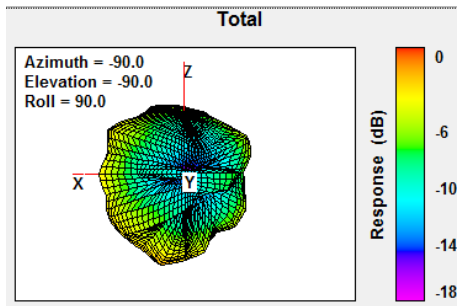 Total
Azimuth = -90.0
Elevation = -90.0
Roll = 90.0
Z
X
Y
Response (dB)
0
-6
-10
-14
-18